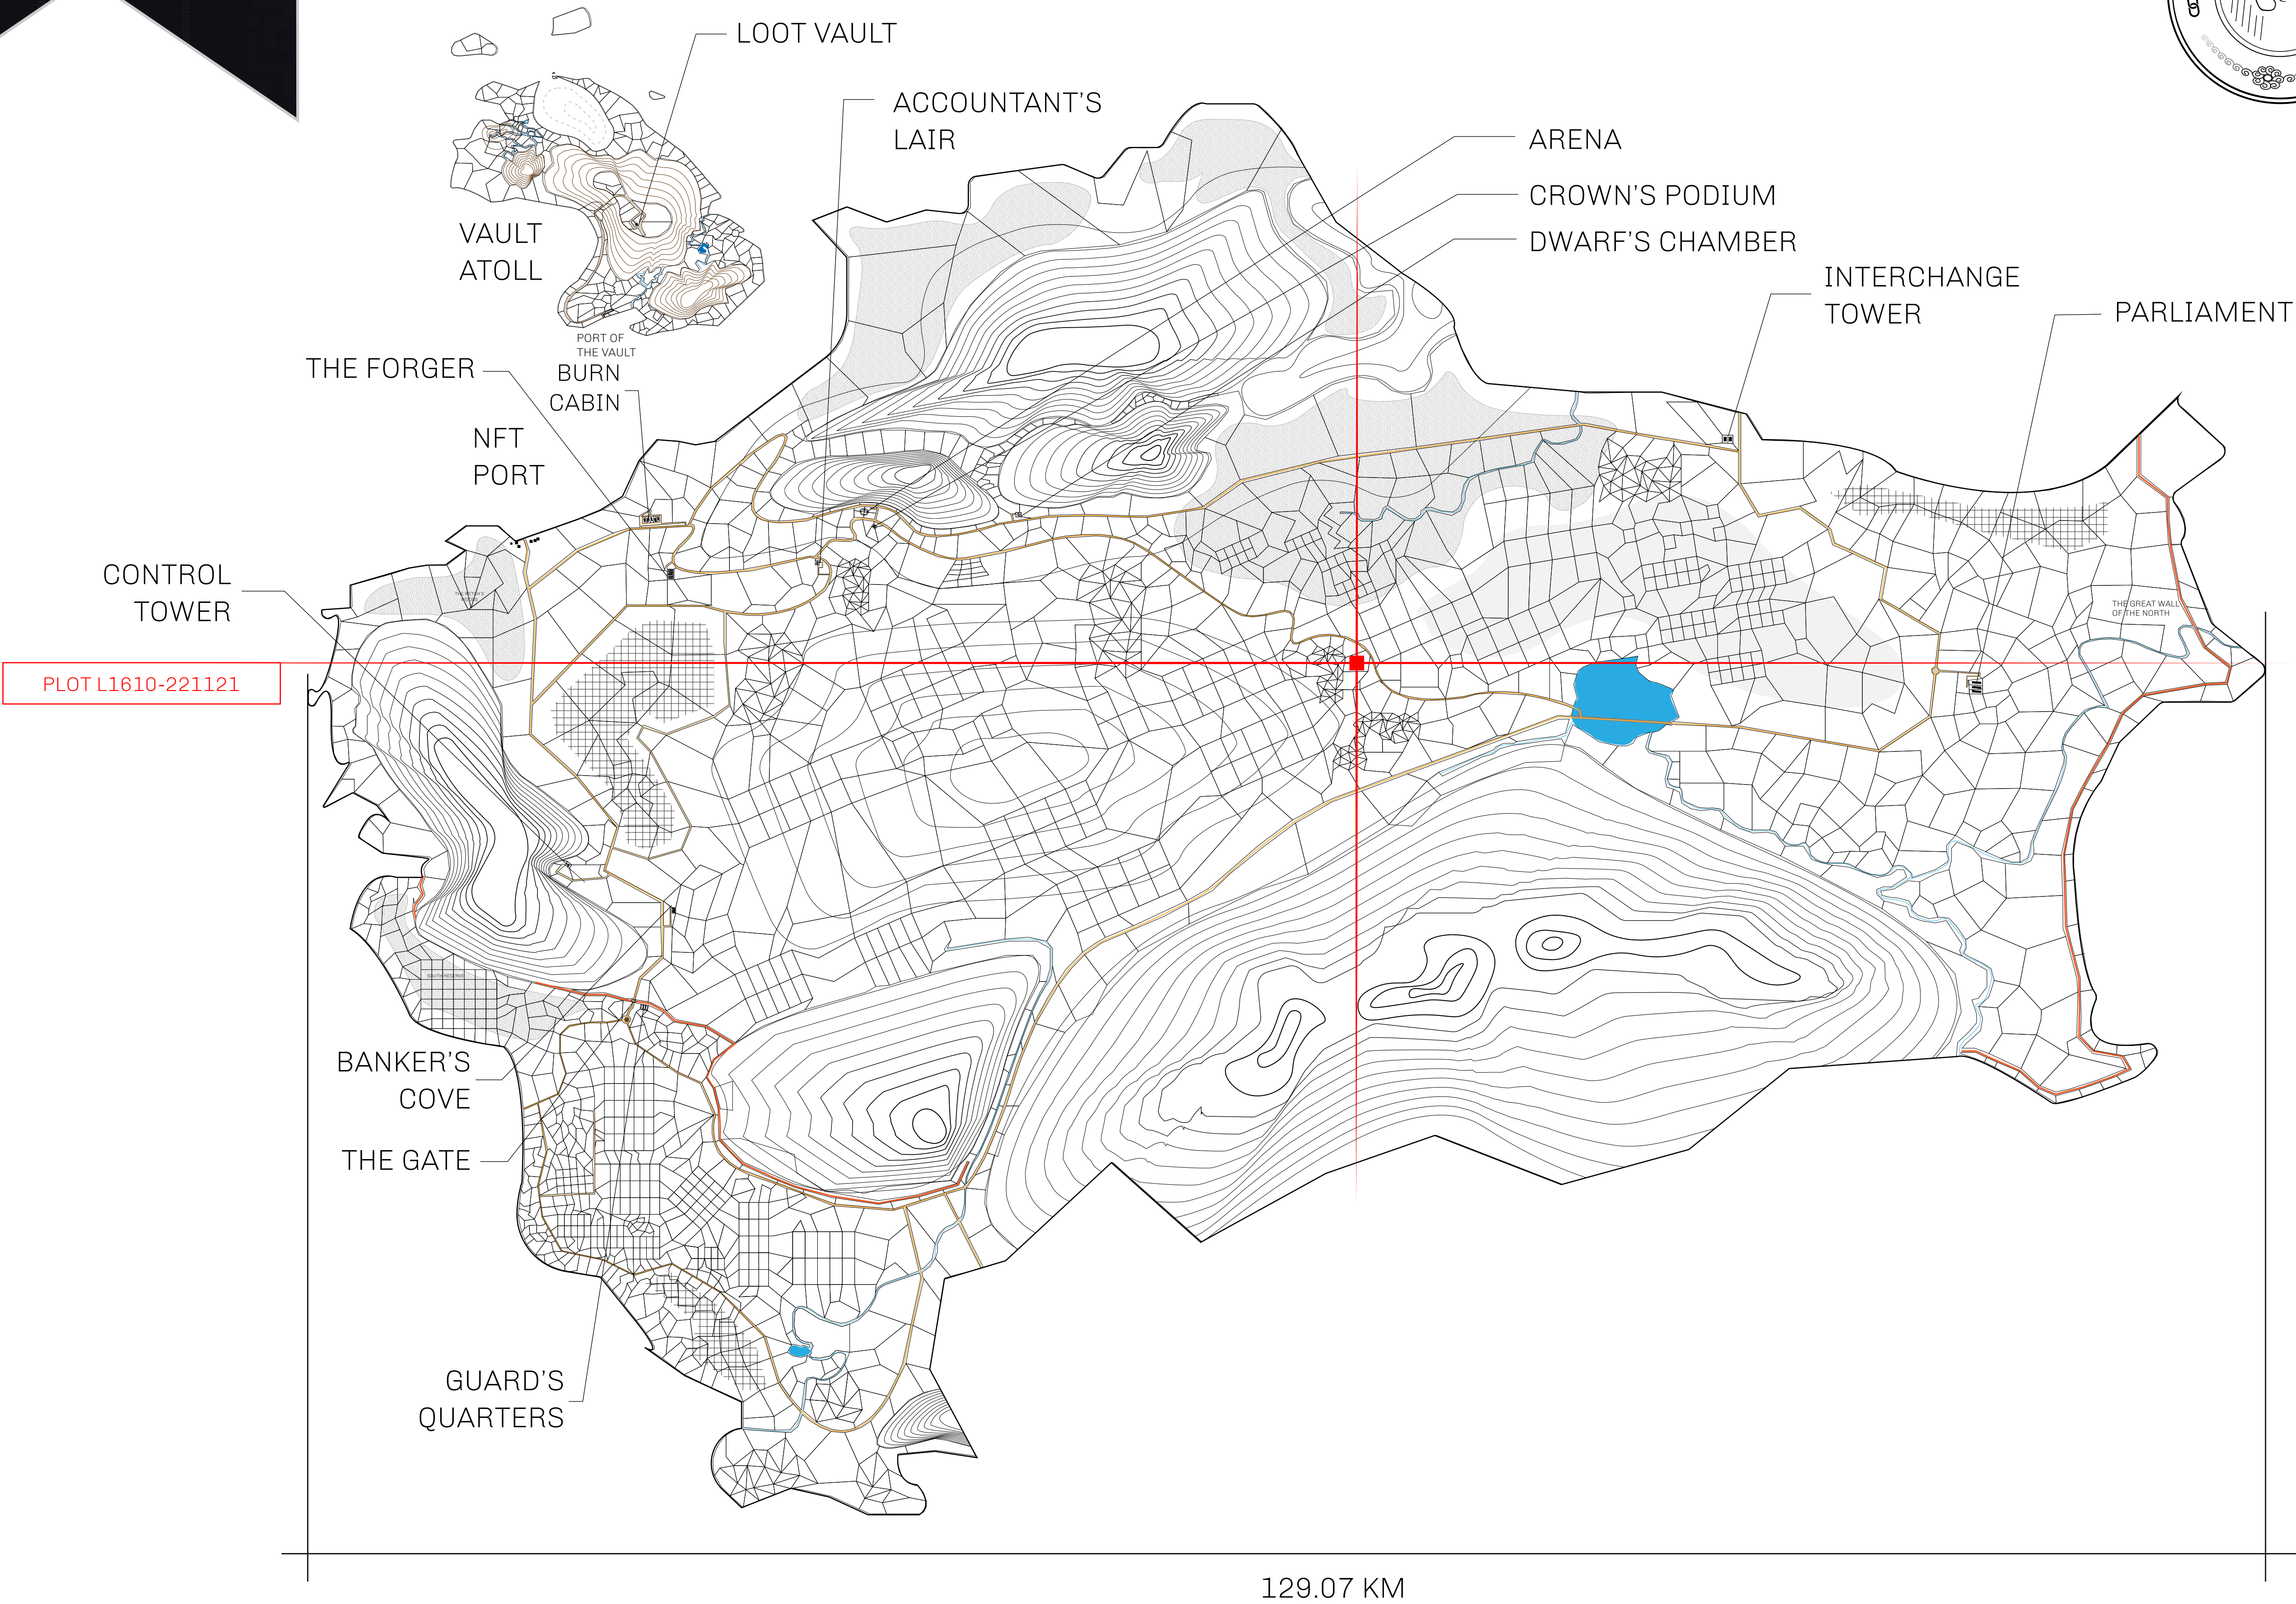 LOOT VAULT
ACCOUNTANT'S
LAIR
ARENA
CROWN'S PODIUM
DWARF'S CHAMBER
VAULT
ATOLL
INTERCHANGE
TOWER
PARLIAMENT
PORT OF
THE VAULT
THE FORGER
BURN
CABIN
NFT
PORT
CONTROL
TOWER
THE GREAT WALL
OF THE NORTH
PLOT L1610-221121
SOUTH RESERVE
BANKER'S
COVE
THE GATE
GUARD'S
QUARTERS
129.07 KM